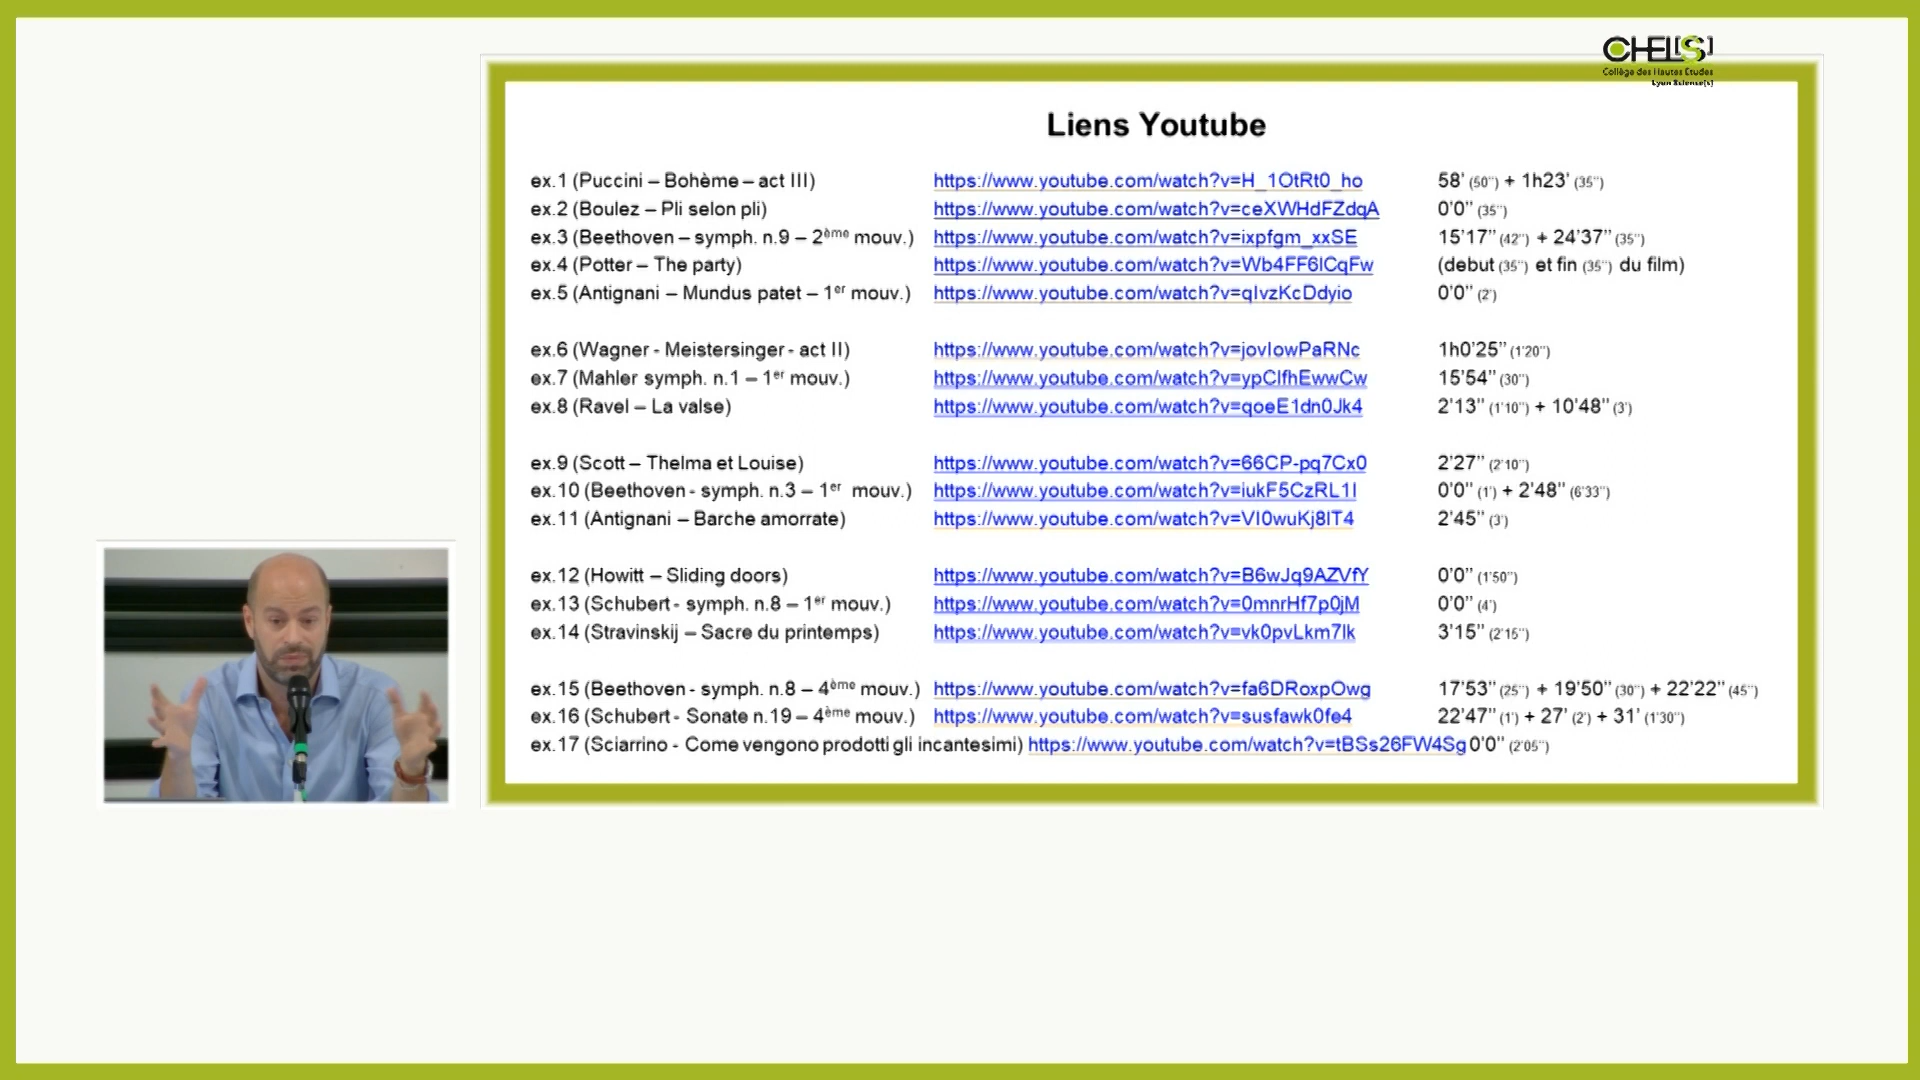 CHEL[S]
Collège des Hautes Études
Lyon Science[s]
Liens Youtube
ex.1 (Puccini – Bohème – act III) https://www.youtube.com/watch?v=H_1OtRt0_ho 58' (50'') + 1h23' (35'')
ex.2 (Boulez – Pli selon pli) https://www.youtube.com/watch?v=ceXWHdFZdqA 0'0'' (35'')
ex.3 (Beethoven – symph. n.9 – 2ème mouv.) https://www.youtube.com/watch?v=ixpfgm_xxSE 15'17'' (42'') + 24'37'' (35'')
ex.4 (Potter – The party) https://www.youtube.com/watch?v=Wb4FF6lCqFw (debut (35'') et fin (35'') du film)
ex.5 (Antignani – Mundus patet – 1er mouv.) https://www.youtube.com/watch?v=qIvzKcDdyio 0'0'' (2')
ex.6 (Wagner - Meistersinger - act II) https://www.youtube.com/watch?v=jovIowPaRNc 1h0'25'' (1'20'')
ex.7 (Mahler symph. n.1 – 1er mouv.) https://www.youtube.com/watch?v=ypClfhEwwCw 15'54'' (30'')
ex.8 (Ravel – La valse) https://www.youtube.com/watch?v=qoeE1dn0Jk4 2'13'' (1'10'') + 10'48'' (3')
ex.9 (Scott – Thelma et Louise) https://www.youtube.com/watch?v=66CP-pq7Cx0 2'27'' (2'10'')
ex.10 (Beethoven - symph. n.3 – 1er mouv.) https://www.youtube.com/watch?v=iukF5CzRL1I 0'0'' (1') + 2'48'' (6'33'')
ex.11 (Antignani – Barche amorrate) https://www.youtube.com/watch?v=VI0wuKj8IT4 2'45'' (3')
ex.12 (Howitt – Sliding doors) https://www.youtube.com/watch?v=B6wJq9AZVfY 0'0'' (1'50'')
ex.13 (Schubert - symph. n.8 – 1er mouv.) https://www.youtube.com/watch?v=0mnrHf7p0jM 0'0'' (4')
ex.14 (Stravinskij – Sacre du printemps) https://www.youtube.com/watch?v=vk0pvLkm7lk 3'15'' (2'15'')
ex.15 (Beethoven - symph. n.8 – 4ème mouv.) https://www.youtube.com/watch?v=fa6DRoxpOwg 17'53'' (25'') + 19'50'' (30'') + 22'22'' (45'')
ex.16 (Schubert - Sonate n.19 – 4ème mouv.) https://www.youtube.com/watch?v=susfawk0fe4 22'47'' (1') + 27' (2') + 31' (1'30'')
ex.17 (Sciarrino - Come vengono prodotti gli incantesimi) https://www.youtube.com/watch?v=tBSs26FW4Sg 0'0'' (2'05'')